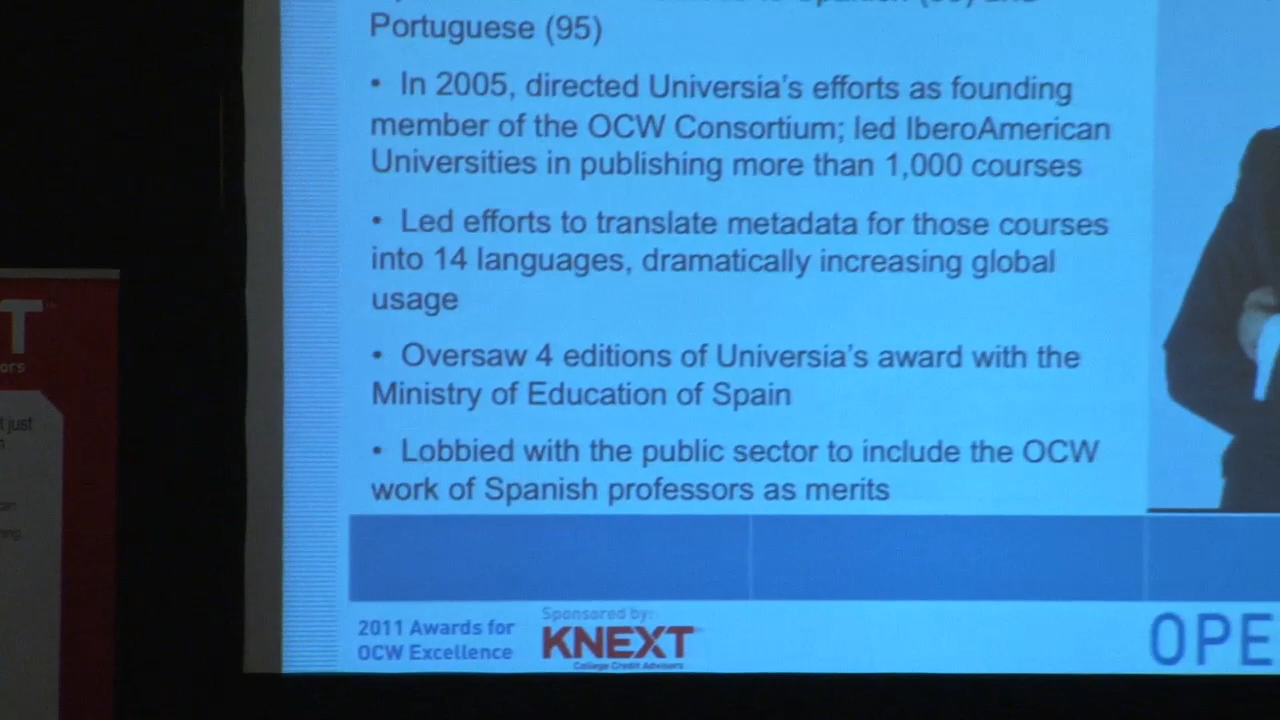 Portuguese (95)
• In 2005, directed Universia's efforts as founding
member of the OCW Consortium; led IberoAmerican
Universities in publishing more than 1,000 courses
• Led efforts to translate metadata for those courses
into 14 languages, dramatically increasing global
usage
• Oversaw 4 editions of Universia's award with the
Ministry of Education of Spain
• Lobbied with the public sector to include the OCW
work of Spanish professors as merits
2011 Awards for
OCW Excellence
Sponsored by:
KNEXT
College Credit Advisors
OPE
T
ors
t just